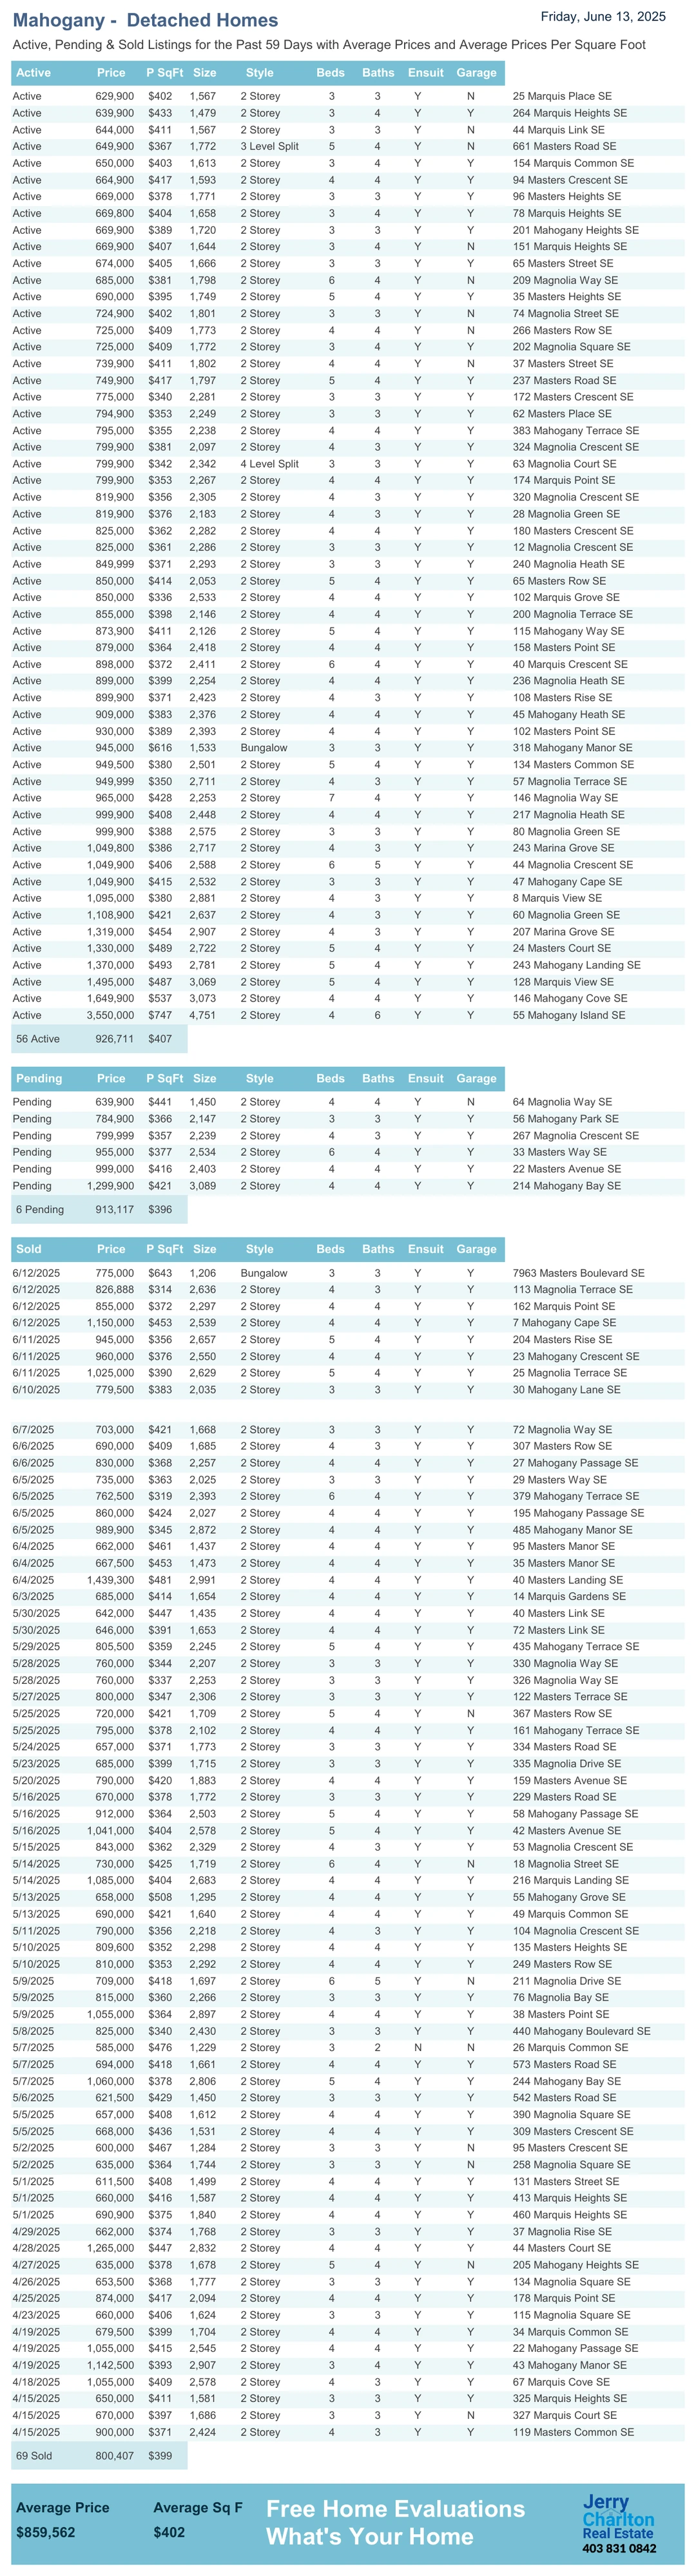 Mahogany - Detached Homes
Friday, June 13, 2025
Active, Pending & Sold Listings for the Past 59 Days with Average Prices and Average Prices Per Square Foot
Active Price P SqFt Size Style Beds Baths Ensuit Garage
Active 629,900 $402 1,567 2 Storey 3 3 Y N 25 Marquis Place SE
Active 639,900 $433 1,479 2 Storey 3 4 Y Y 264 Marquis Heights SE
Active 644,000 $411 1,567 2 Storey 3 3 Y N 44 Marquis Link SE
Active 649,900 $367 1,772 3 Level Split 5 4 Y N 661 Masters Road SE
Active 650,000 $403 1,613 2 Storey 3 4 Y Y 154 Marquis Common SE
Active 664,900 $417 1,593 2 Storey 4 4 Y Y 94 Masters Crescent SE
Active 669,000 $378 1,771 2 Storey 3 3 Y Y 96 Masters Heights SE
Active 669,800 $404 1,658 2 Storey 3 4 Y Y 78 Marquis Heights SE
Active 669,900 $389 1,720 2 Storey 3 3 Y Y 201 Mahogany Heights SE
Active 669,900 $407 1,644 2 Storey 3 4 Y N 151 Marquis Heights SE
Active 674,000 $405 1,666 2 Storey 3 3 Y Y 65 Masters Street SE
Active 685,000 $381 1,798 2 Storey 6 4 Y N 209 Magnolia Way SE
Active 690,000 $395 1,749 2 Storey 5 4 Y Y 35 Masters Heights SE
Active 724,900 $402 1,801 2 Storey 3 3 Y N 74 Magnolia Street SE
Active 725,000 $409 1,773 2 Storey 4 4 Y N 266 Masters Row SE
Active 725,000 $409 1,772 2 Storey 3 4 Y Y 202 Magnolia Square SE
Active 739,900 $411 1,802 2 Storey 4 4 Y N 37 Masters Street SE
Active 749,900 $417 1,797 2 Storey 5 4 Y Y 237 Masters Road SE
Active 775,000 $340 2,281 2 Storey 3 3 Y Y 172 Masters Crescent SE
Active 794,900 $353 2,249 2 Storey 3 3 Y Y 62 Masters Place SE
Active 795,000 $355 2,238 2 Storey 4 4 Y Y 383 Mahogany Terrace SE
Active 799,900 $381 2,097 2 Storey 4 3 Y Y 324 Magnolia Crescent SE
Active 799,900 $342 2,342 4 Level Split 3 3 Y Y 63 Magnolia Court SE
Active 799,900 $353 2,267 2 Storey 4 4 Y Y 174 Marquis Point SE
Active 819,900 $356 2,305 2 Storey 4 3 Y Y 320 Magnolia Crescent SE
Active 819,900 $376 2,183 2 Storey 4 3 Y Y 28 Magnolia Green SE
Active 825,000 $362 2,282 2 Storey 4 4 Y Y 180 Masters Crescent SE
Active 825,000 $361 2,286 2 Storey 3 3 Y Y 12 Magnolia Crescent SE
Active 849,999 $371 2,293 2 Storey 3 3 Y Y 240 Magnolia Heath SE
Active 850,000 $414 2,053 2 Storey 5 4 Y Y 65 Masters Row SE
Active 850,000 $336 2,533 2 Storey 4 4 Y Y 102 Marquis Grove SE
Active 855,000 $398 2,146 2 Storey 4 4 Y Y 200 Magnolia Terrace SE
Active 873,900 $411 2,126 2 Storey 5 4 Y Y 115 Mahogany Way SE
Active 879,000 $364 2,418 2 Storey 4 4 Y Y 158 Masters Point SE
Active 898,000 $372 2,411 2 Storey 6 4 Y Y 40 Marquis Crescent SE
Active 899,000 $399 2,254 2 Storey 4 4 Y Y 236 Magnolia Heath SE
Active 899,900 $371 2,423 2 Storey 4 3 Y Y 108 Masters Rise SE
Active 909,000 $383 2,376 2 Storey 4 4 Y Y 45 Mahogany Heath SE
Active 930,000 $389 2,393 2 Storey 4 4 Y Y 102 Masters Point SE
Active 945,000 $616 1,533 Bungalow 3 3 Y Y 318 Mahogany Manor SE
Active 949,500 $380 2,501 2 Storey 5 4 Y Y 134 Masters Common SE
Active 949,999 $350 2,711 2 Storey 4 3 Y Y 57 Magnolia Terrace SE
Active 965,000 $428 2,253 2 Storey 7 4 Y Y 146 Magnolia Way SE
Active 999,900 $408 2,448 2 Storey 4 4 Y Y 217 Magnolia Heath SE
Active 999,900 $388 2,575 2 Storey 3 3 Y Y 80 Magnolia Green SE
Active 1,049,800 $386 2,717 2 Storey 4 3 Y Y 243 Marina Grove SE
Active 1,049,900 $406 2,588 2 Storey 6 5 Y Y 44 Magnolia Crescent SE
Active 1,049,900 $415 2,532 2 Storey 3 3 Y Y 47 Mahogany Cape SE
Active 1,095,000 $380 2,881 2 Storey 4 3 Y Y 8 Marquis View SE
Active 1,108,900 $421 2,637 2 Storey 4 3 Y Y 60 Magnolia Green SE
Active 1,319,000 $454 2,907 2 Storey 4 3 Y Y 207 Marina Grove SE
Active 1,330,000 $489 2,722 2 Storey 5 4 Y Y 24 Masters Court SE
Active 1,370,000 $493 2,781 2 Storey 5 4 Y Y 243 Mahogany Landing SE
Active 1,495,000 $487 3,069 2 Storey 5 4 Y Y 128 Marquis View SE
Active 1,649,900 $537 3,073 2 Storey 4 4 Y Y 146 Mahogany Cove SE
Active 3,550,000 $747 4,751 2 Storey 4 6 Y Y 55 Mahogany Island SE
56 Active 926,711 $407
Pending Price P SqFt Size Style Beds Baths Ensuit Garage
Pending 639,900 $441 1,450 2 Storey 4 4 Y N 64 Magnolia Way SE
Pending 784,900 $366 2,147 2 Storey 3 3 Y Y 56 Mahogany Park SE
Pending 799,999 $357 2,239 2 Storey 4 3 Y Y 267 Magnolia Crescent SE
Pending 955,000 $377 2,534 2 Storey 6 4 Y Y 33 Masters Way SE
Pending 999,000 $416 2,403 2 Storey 4 4 Y Y 22 Masters Avenue SE
Pending 1,299,900 $421 3,089 2 Storey 4 4 Y Y 214 Mahogany Bay SE
6 Pending 913,117 $396
Sold Price P SqFt Size Style Beds Baths Ensuit Garage
6/12/2025 775,000 $643 1,206 Bungalow 3 3 Y Y 7963 Masters Boulevard SE
6/12/2025 826,888 $314 2,636 2 Storey 4 3 Y Y 113 Magnolia Terrace SE
6/12/2025 855,000 $372 2,297 2 Storey 4 4 Y Y 162 Marquis Point SE
6/12/2025 1,150,000 $453 2,539 2 Storey 4 4 Y Y 7 Mahogany Cape SE
6/11/2025 945,000 $356 2,657 2 Storey 5 4 Y Y 204 Masters Rise SE
6/11/2025 960,000 $376 2,550 2 Storey 4 4 Y Y 23 Mahogany Crescent SE
6/11/2025 1,025,000 $390 2,629 2 Storey 5 4 Y Y 25 Magnolia Terrace SE
6/10/2025 779,500 $383 2,035 2 Storey 3 3 Y Y 30 Mahogany Lane SE
6/7/2025 703,000 $421 1,668 2 Storey 3 3 Y Y 72 Magnolia Way SE
6/6/2025 690,000 $409 1,685 2 Storey 4 3 Y Y 307 Masters Row SE
6/6/2025 830,000 $368 2,257 2 Storey 4 4 Y Y 27 Mahogany Passage SE
6/5/2025 735,000 $363 2,025 2 Storey 3 3 Y Y 29 Masters Way SE
6/5/2025 762,500 $319 2,393 2 Storey 6 4 Y Y 379 Mahogany Terrace SE
6/5/2025 860,000 $424 2,027 2 Storey 4 4 Y Y 195 Mahogany Passage SE
6/5/2025 989,900 $345 2,872 2 Storey 4 4 Y Y 485 Mahogany Manor SE
6/4/2025 662,000 $461 1,437 2 Storey 4 4 Y Y 95 Masters Manor SE
6/4/2025 667,500 $453 1,473 2 Storey 4 4 Y Y 35 Masters Manor SE
6/4/2025 1,439,300 $481 2,991 2 Storey 4 4 Y Y 40 Masters Landing SE
6/3/2025 685,000 $414 1,654 2 Storey 4 4 Y Y 14 Marquis Gardens SE
5/30/2025 642,000 $447 1,435 2 Storey 4 4 Y Y 40 Masters Link SE
5/30/2025 646,000 $391 1,653 2 Storey 4 4 Y Y 72 Masters Link SE
5/29/2025 805,500 $359 2,245 2 Storey 5 4 Y Y 435 Mahogany Terrace SE
5/28/2025 760,000 $344 2,207 2 Storey 3 3 Y Y 330 Magnolia Way SE
5/28/2025 760,000 $337 2,253 2 Storey 3 3 Y Y 326 Magnolia Way SE
5/27/2025 800,000 $347 2,306 2 Storey 3 3 Y Y 122 Masters Terrace SE
5/25/2025 720,000 $421 1,709 2 Storey 5 4 Y N 367 Masters Row SE
5/25/2025 795,000 $378 2,102 2 Storey 4 4 Y Y 161 Mahogany Terrace SE
5/24/2025 657,000 $371 1,773 2 Storey 3 3 Y Y 334 Masters Road SE
5/23/2025 685,000 $399 1,715 2 Storey 3 3 Y Y 335 Magnolia Drive SE
5/20/2025 790,000 $420 1,883 2 Storey 4 4 Y Y 159 Masters Avenue SE
5/16/2025 670,000 $378 1,772 2 Storey 3 3 Y Y 229 Masters Road SE
5/16/2025 912,000 $364 2,503 2 Storey 5 4 Y Y 58 Mahogany Passage SE
5/16/2025 1,041,000 $404 2,578 2 Storey 5 4 Y Y 42 Masters Avenue SE
5/15/2025 843,000 $362 2,329 2 Storey 4 3 Y Y 53 Magnolia Crescent SE
5/14/2025 730,000 $425 1,719 2 Storey 6 4 Y N 18 Magnolia Street SE
5/14/2025 1,085,000 $404 2,683 2 Storey 4 4 Y Y 216 Marquis Landing SE
5/13/2025 658,000 $508 1,295 2 Storey 4 4 Y Y 55 Mahogany Grove SE
5/13/2025 690,000 $421 1,640 2 Storey 4 4 Y Y 49 Marquis Common SE
5/11/2025 790,000 $356 2,218 2 Storey 4 3 Y Y 104 Magnolia Crescent SE
5/10/2025 809,600 $352 2,298 2 Storey 4 4 Y Y 135 Masters Heights SE
5/10/2025 810,000 $353 2,292 2 Storey 4 4 Y Y 249 Masters Row SE
5/9/2025 709,000 $418 1,697 2 Storey 6 5 Y N 211 Magnolia Drive SE
5/9/2025 815,000 $360 2,266 2 Storey 3 3 Y Y 76 Magnolia Bay SE
5/9/2025 1,055,000 $364 2,897 2 Storey 4 4 Y Y 38 Masters Point SE
5/8/2025 825,000 $340 2,430 2 Storey 3 3 Y Y 440 Mahogany Boulevard SE
5/7/2025 585,000 $476 1,229 2 Storey 3 2 N N 26 Marquis Common SE
5/7/2025 694,000 $418 1,661 2 Storey 4 4 Y Y 573 Masters Road SE
5/7/2025 1,060,000 $378 2,806 2 Storey 5 4 Y Y 244 Mahogany Bay SE
5/6/2025 621,500 $429 1,450 2 Storey 3 3 Y Y 542 Masters Road SE
5/5/2025 657,000 $408 1,612 2 Storey 4 4 Y Y 390 Magnolia Square SE
5/5/2025 668,000 $436 1,531 2 Storey 4 4 Y Y 309 Masters Crescent SE
5/2/2025 600,000 $467 1,284 2 Storey 3 3 Y N 95 Masters Crescent SE
5/2/2025 635,000 $364 1,744 2 Storey 3 3 Y N 258 Magnolia Square SE
5/1/2025 611,500 $408 1,499 2 Storey 4 4 Y Y 131 Masters Street SE
5/1/2025 660,000 $416 1,587 2 Storey 4 4 Y Y 413 Marquis Heights SE
5/1/2025 690,900 $375 1,840 2 Storey 4 4 Y Y 460 Marquis Heights SE
4/29/2025 662,000 $374 1,768 2 Storey 3 3 Y Y 37 Magnolia Rise SE
4/28/2025 1,265,000 $447 2,832 2 Storey 4 4 Y Y 44 Masters Court SE
4/27/2025 635,000 $378 1,678 2 Storey 5 4 Y N 205 Mahogany Heights SE
4/26/2025 653,500 $368 1,777 2 Storey 3 3 Y Y 134 Magnolia Square SE
4/25/2025 874,000 $417 2,094 2 Storey 4 4 Y Y 178 Marquis Point SE
4/23/2025 660,000 $406 1,624 2 Storey 3 3 Y Y 115 Magnolia Square SE
4/19/2025 679,500 $399 1,704 2 Storey 4 4 Y Y 34 Marquis Common SE
4/19/2025 1,055,000 $415 2,545 2 Storey 4 4 Y Y 22 Mahogany Passage SE
4/19/2025 1,142,500 $393 2,907 2 Storey 3 4 Y Y 43 Mahogany Manor SE
4/18/2025 1,055,000 $409 2,578 2 Storey 4 3 Y Y 67 Marquis Cove SE
4/15/2025 650,000 $411 1,581 2 Storey 3 3 Y Y 325 Marquis Heights SE
4/15/2025 670,000 $397 1,686 2 Storey 3 3 Y N 327 Marquis Court SE
4/15/2025 900,000 $371 2,424 2 Storey 4 3 Y Y 119 Masters Common SE
69 Sold 800,407 $399
Average Price Average Sq F
$859,562 $402
Free Home Evaluations
What's Your Home
Jerry
Charlton
Real Estate
403 831 0842